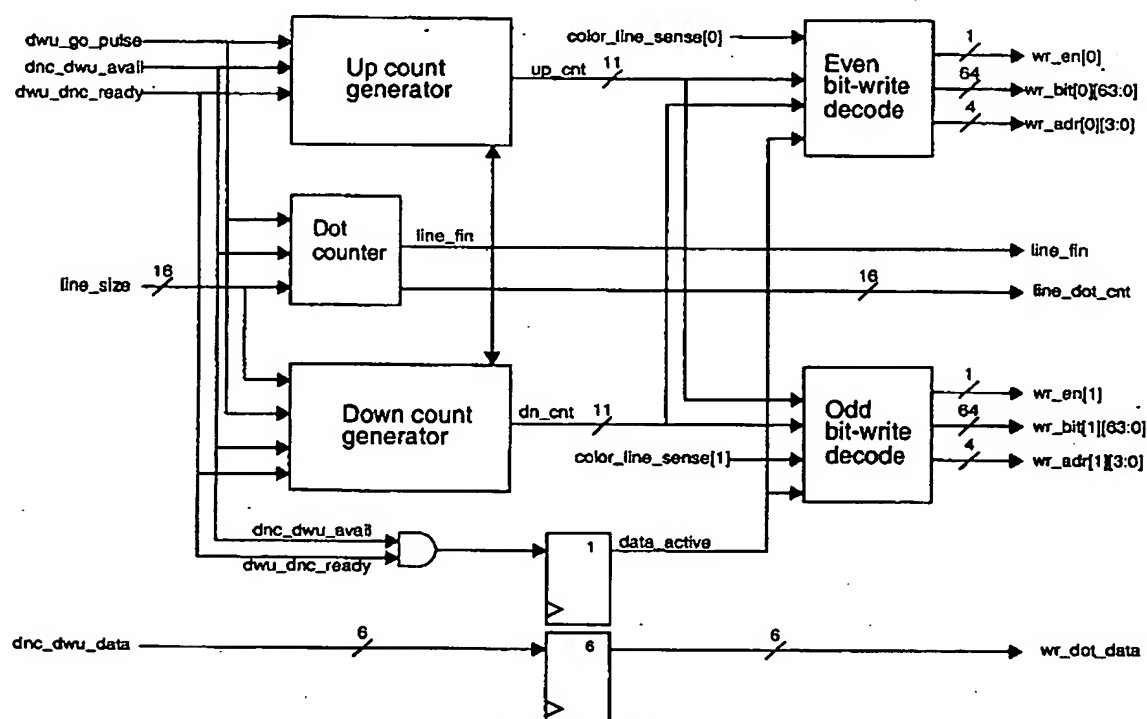 dwu_go_pulse
dnc_dwu_avail
dwu_dnc_ready
Up count
generator
up_cnt
11
color_line_sense[0]
Even
bit-write
decode
1
wr_en[0]
64
wr_bit[0][63:0]
4
wr_adr[0][3:0]
Dot
counter
line_fin
line_fin
line_size
16
16
line_dot_cnt
Down count
generator
dn_cnt
11
color_line_sense[1]
Odd
bit-write
decode
1
wr_en[1]
64
wr_bit[1][63:0]
4
wr_adr[1][3:0]
dnc_dwu_avail
dwu_dnc_ready
1
data_active
dnc_dwu_data
6
6
6
wr_dot_data